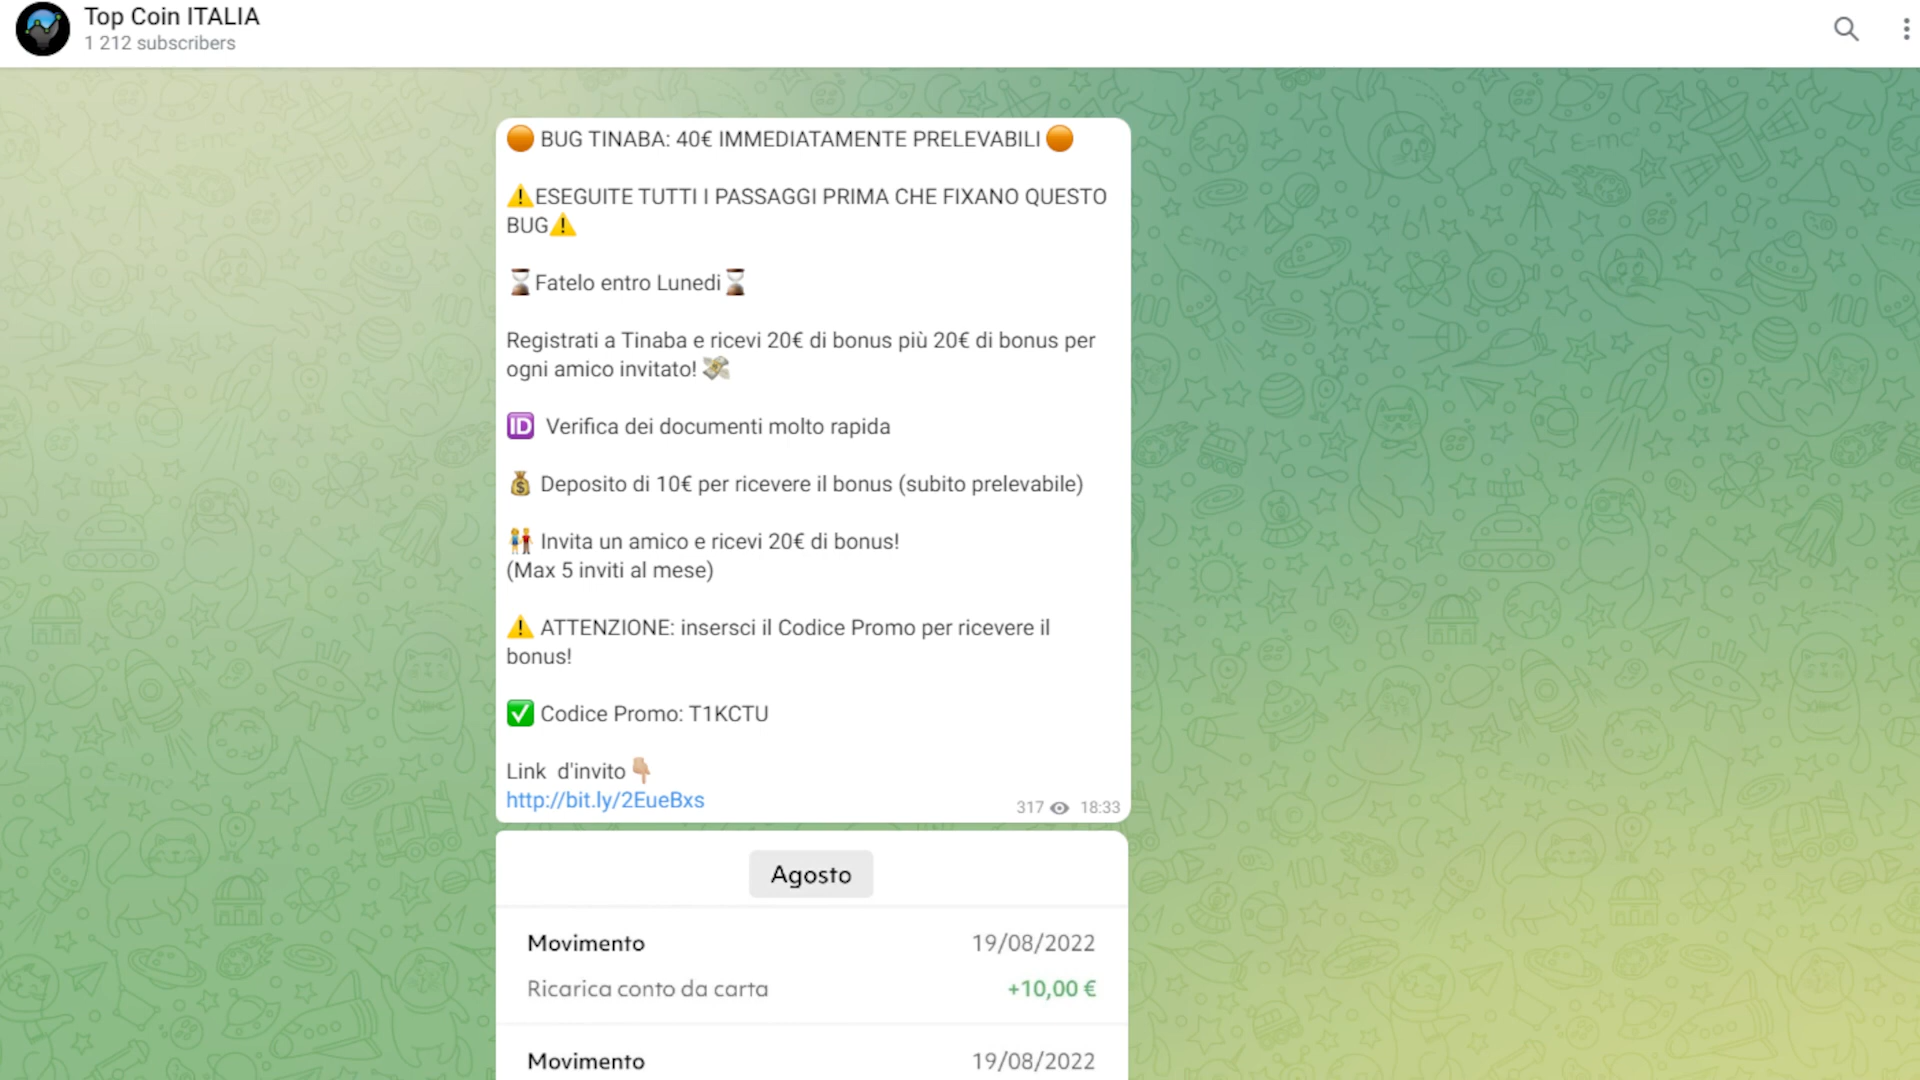 Top Coin ITALIA
1 212 subscribers
🟠 BUG TINABA: 40€ IMMEDIATAMENTE PRELEVABILI 🟠
⚠️ESEGUITE TUTTI I PASSAGGI PRIMA CHE FIXANO QUESTO
BUG⚠️
⏳Fatelo entro Lunedi⏳
Registrati a Tinaba e ricevi 20€ di bonus più 20€ di bonus per
ogni amico invitato! 💸
🆔 Verifica dei documenti molto rapida
💰 Deposito di 10€ per ricevere il bonus (subito prelevabile)
👫 Invita un amico e ricevi 20€ di bonus!
(Max 5 inviti al mese)
⚠️ ATTENZIONE: insersci il Codice Promo per ricevere il
bonus!
✅ Codice Promo: T1KCTU
Link d'invito 👇🏼
http://bit.ly/2EueBxs
317 18:33
Agosto
Movimento 19/08/2022
Ricarica conto da carta +10,00 €
Movimento 19/08/2022